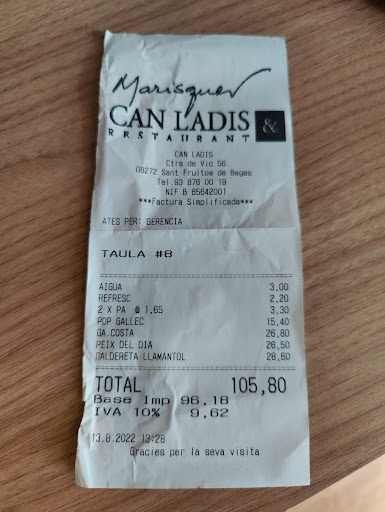 Marisquer
CAN LADIS
&
RESTAURANT
CAN LADIS
Ctra de Vic 56
08272 Sant Fruitos de Bages
Tel.93 876 00 19
NIF B 65642001
***Factura Simplificada***
ATES PER: GERENCIA
TAULA #8
AIGUA 3,00
REFRESC 2,20
2 X PA @ 1,65 3,30
POP GALLEC 15,40
GA.COSTA 26,80
PEIX DEL DIA 26,50
CALDERETA LLAMANTOL 28,60
TOTAL 105,80
Base Imp 96,18
IVA 10% 9,62
13.8.2022 13:28
Gracies per la seva visita